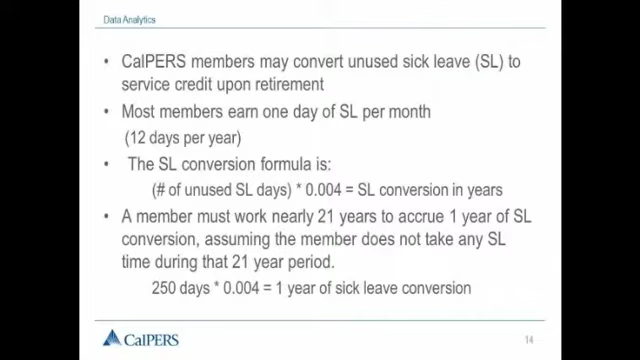 Data Analytics
• CalPERS members may convert unused sick leave (SL) to
service credit upon retirement
• Most members earn one day of SL per month
(12 days per year)
• The SL conversion formula is:
(# of unused SL days) * 0.004 = SL conversion in years
• A member must work nearly 21 years to accrue 1 year of SL
conversion, assuming the member does not take any SL
time during that 21 year period.
250 days * 0.004 = 1 year of sick leave conversion
CalPERS
14